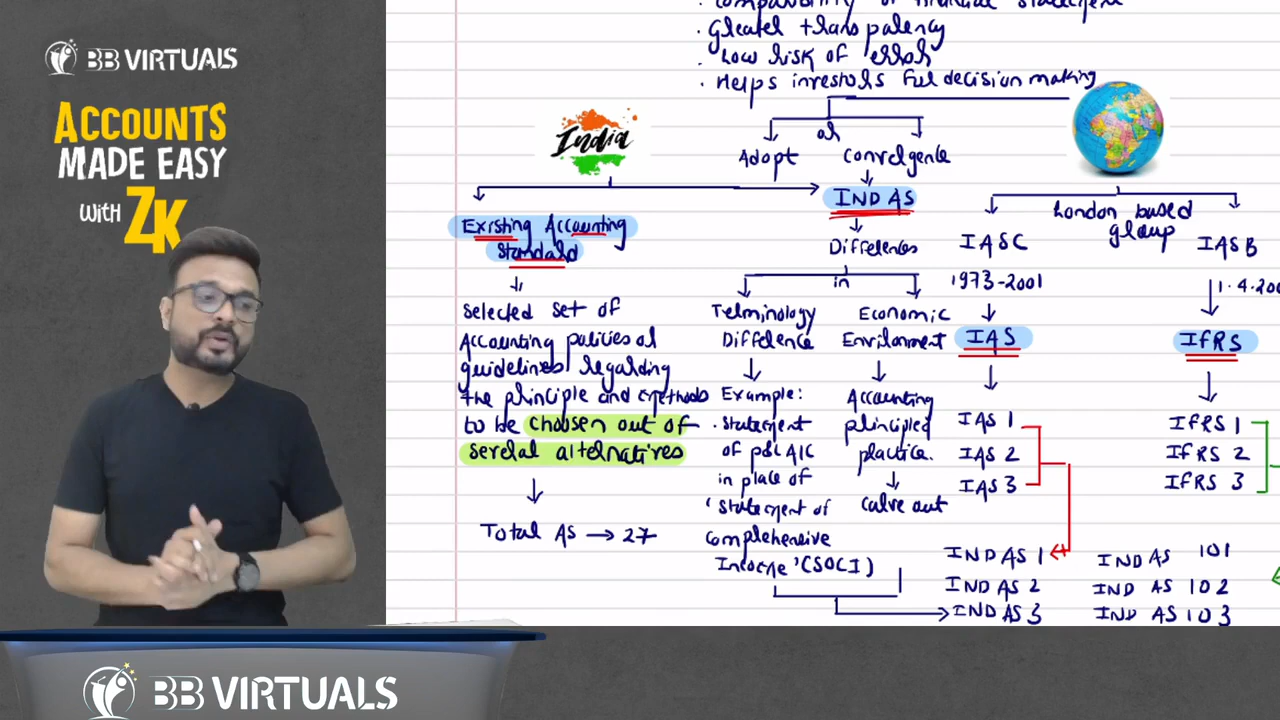 BB VIRTUALS
ACCOUNTS
MADE EASY
WITH ZK
BB VIRTUALS
. Greater transparency
. Low risk of error
. Helps investors for decision making
India
or
Adopt
Convergence
Existing Accounting
Standard
Selected set of
Accounting policies or
guidelines regarding
the principle and methods
to be choosen out of
several alternatives
Total AS → 27
IND AS
Differences
in
Terminology
Difference
Example:
. Statement
of P&L A/C
in place of
'Statement of
comprehensive
Income '(SOCI)
Economic
Environment
Accounting
principles
practice.
Carve out
London based
group
IASC
1973-2001
IAS
IAS 1
IAS 2
IAS 3
IND AS 1
IND AS 2
IND AS 3
IASB
IFRS
IFRS 1
IFRS 2
IFRS 3
IND AS 101
IND AS 102
IND AS 103